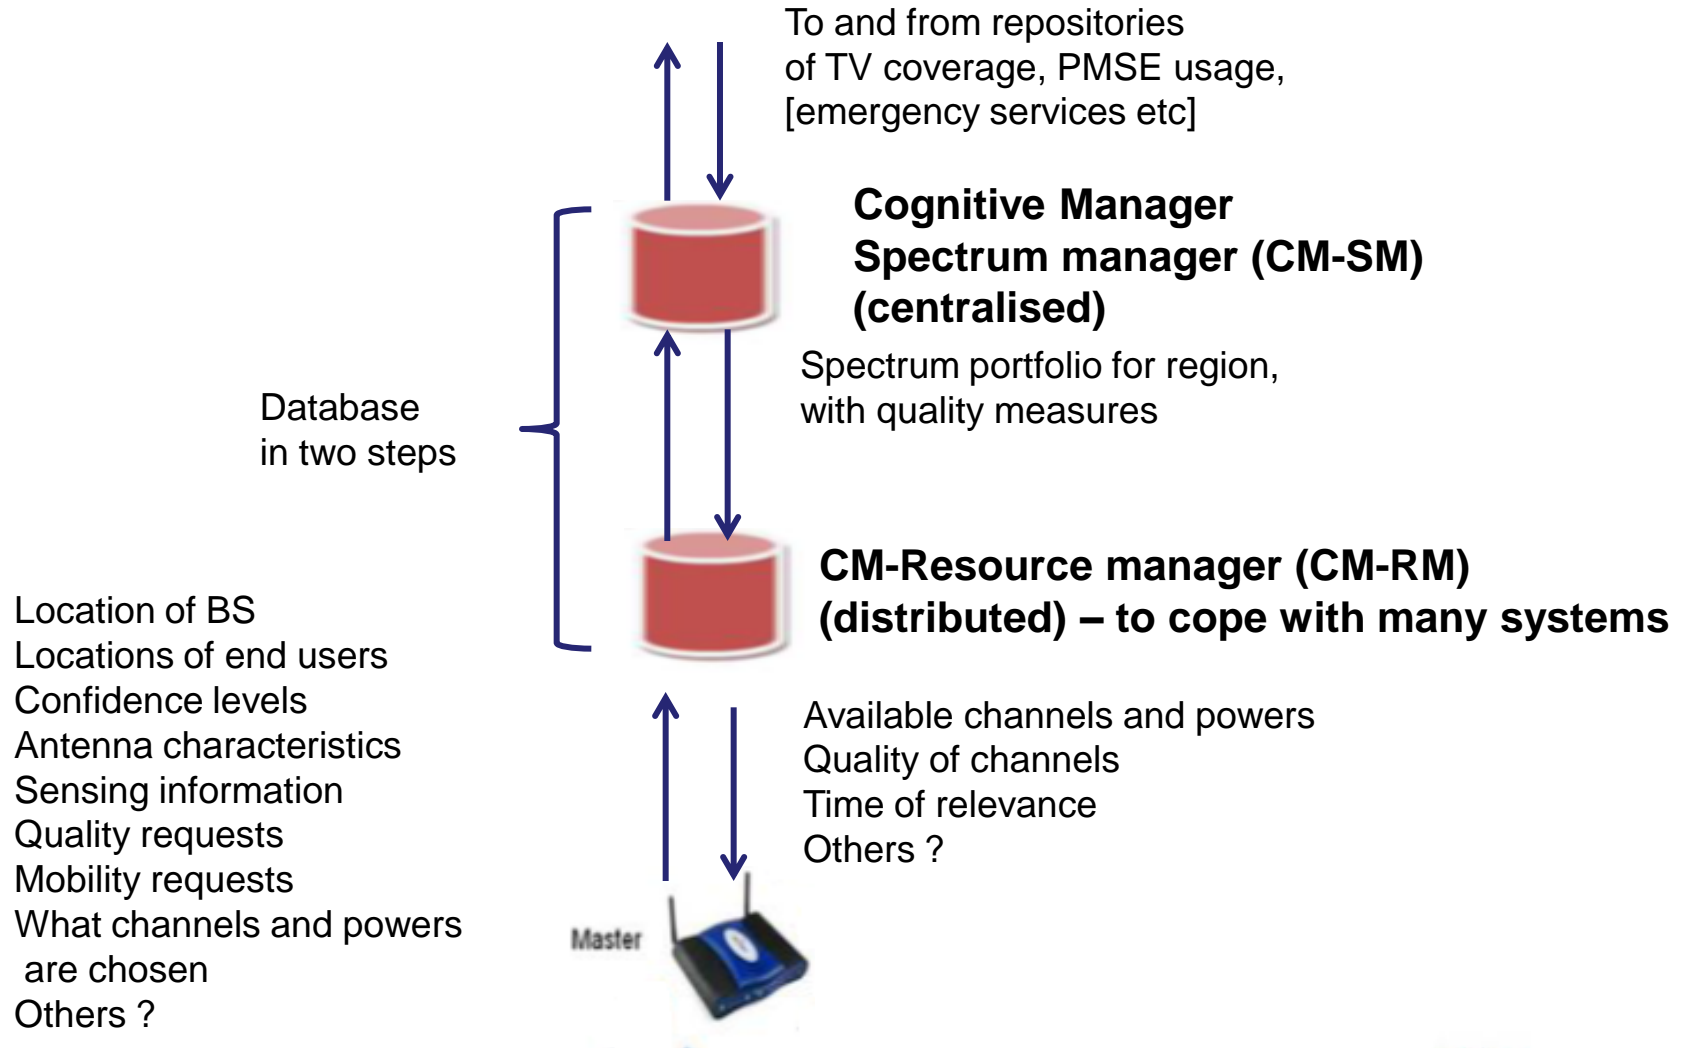 To and from repositories
of TV coverage, PMSE usage,
[emergency services etc]
Cognitive Manager
Spectrum manager (CM-SM)
(centralised)
Spectrum portfolio for region,
with quality measures
Database
in two steps
CM-Resource manager (CM-RM)
(distributed) – to cope with many systems
Location of BS
Locations of end users
Confidence levels
Antenna characteristics
Sensing information
Quality requests
Mobility requests
What channels and powers
are chosen
Others ?
Available channels and powers
Quality of channels
Time of relevance
Others ?
Master